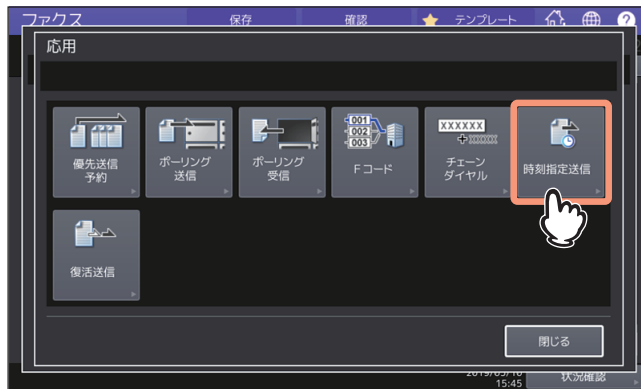 ファクス
保存
確認
テンプレート
?
応用
優先送信
予約
ポーリング
送信
ポーリング
受信
001
002
003
Fコード
XXXXXX
+XXXXXX
チェーン
ダイヤル
時刻指定送信
復活送信
閉じる
15:45
状況確認